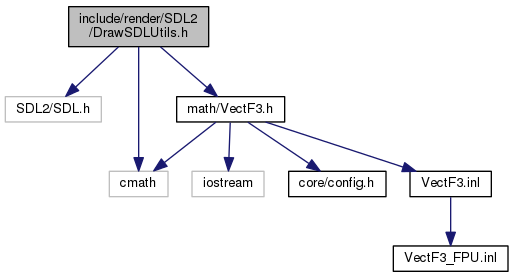 include/render/SDL2
/DrawSDLUtils.h
SDL2/SDL.h
math/VectF3.h
cmath
iostream
core/config.h
VectF3.inl
VectF3_FPU.inl